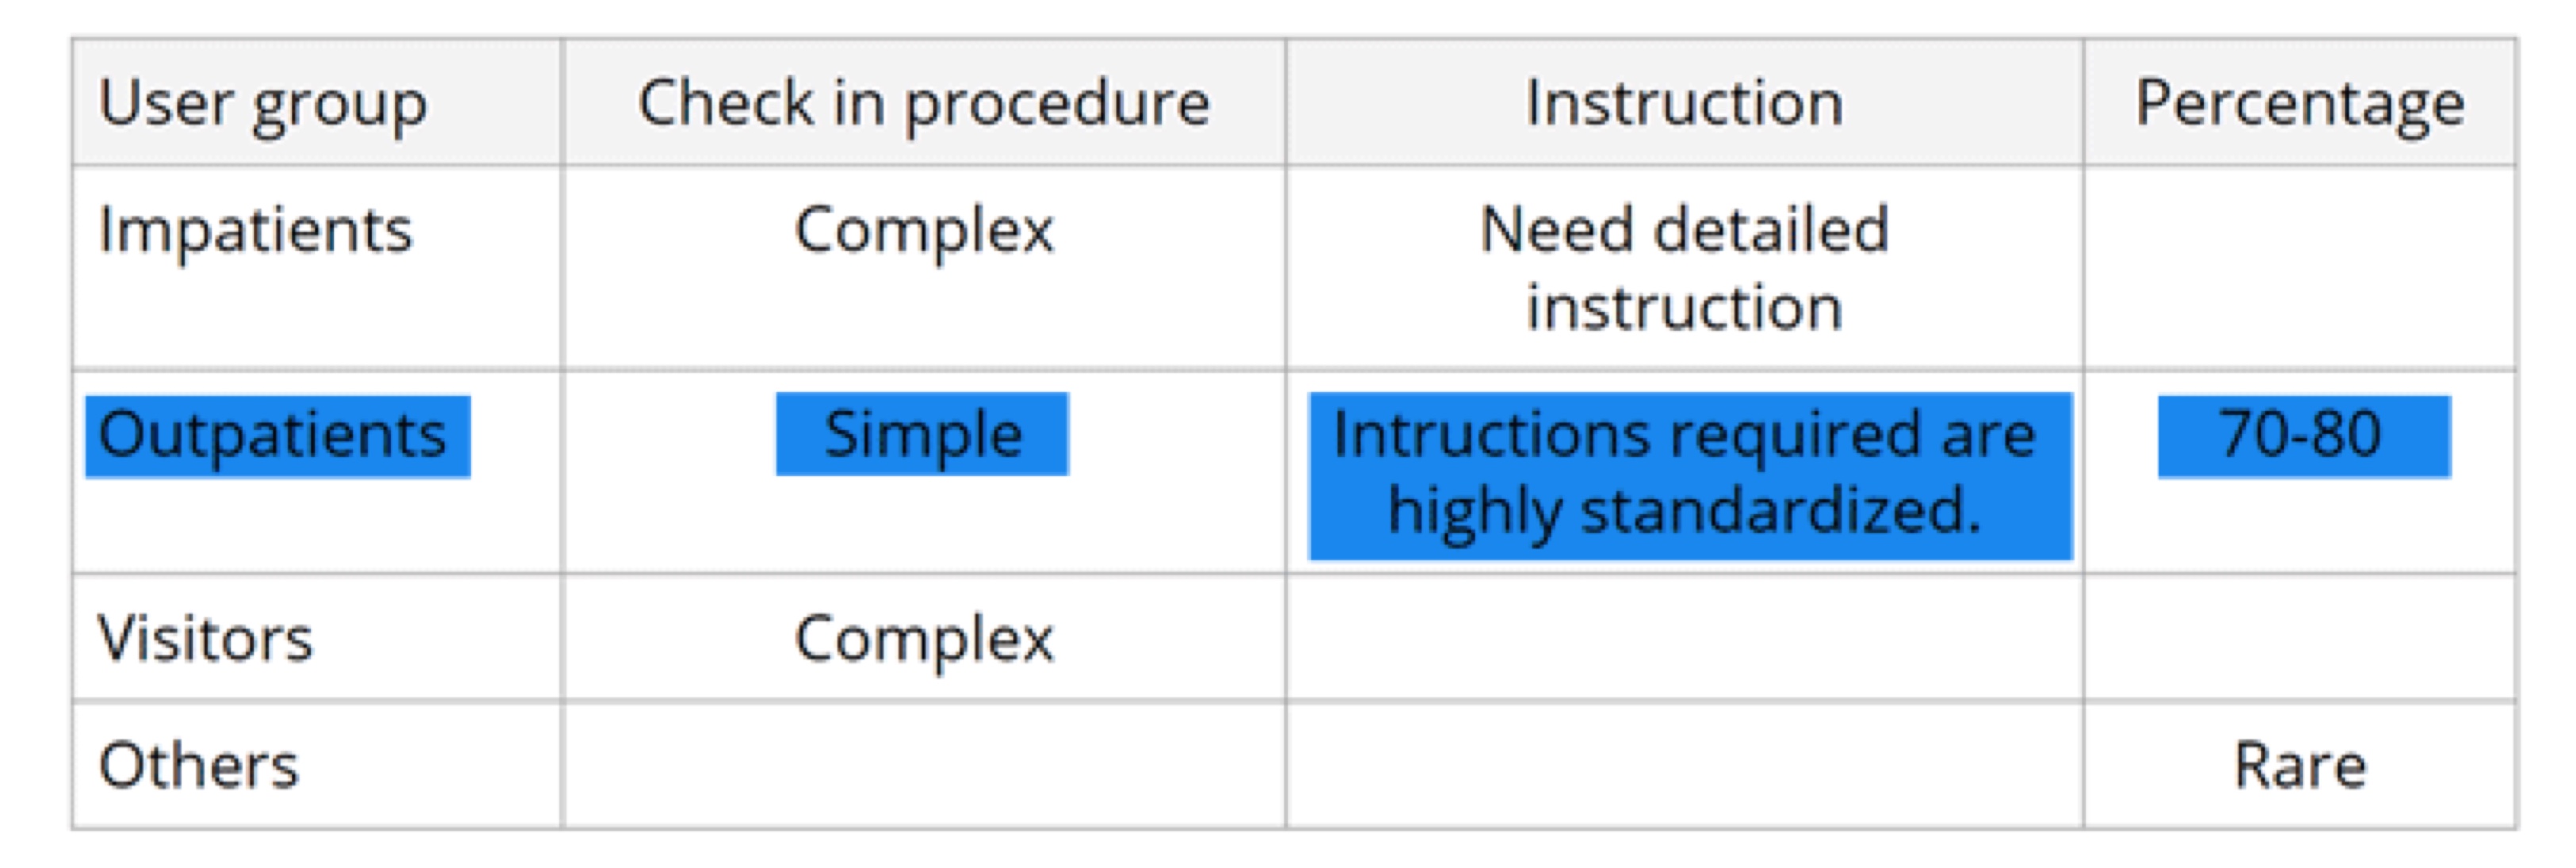 User group Check in procedure Instruction Percentage
Impatients Complex Need detailed
instruction
Outpatients Simple Intructions required are 70-80
highly standardized.
Visitors Complex
Others Rare